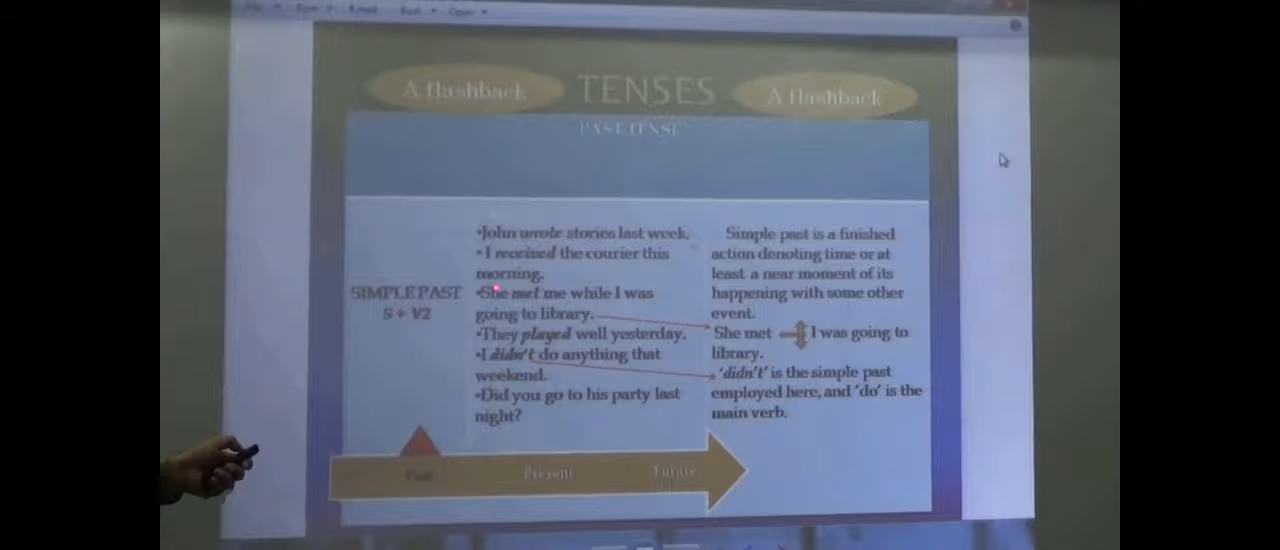 A flashback TENSES A flashback
PAST TENSE
•John wrote stories last week.
• I received the courier this
morning.
•She met me while I was
going to library.
•They played well yesterday.
•I didn't do anything that
weekend.
•Did you go to his party last
night?
SIMPLE PAST
S + V2
Simple past is a finished
action denoting time or at
least a near moment of its
happening with some other
event.
She met I was going to
library.
'didn't' is the simple past
employed here, and 'do' is the
main verb.
Past Present Future